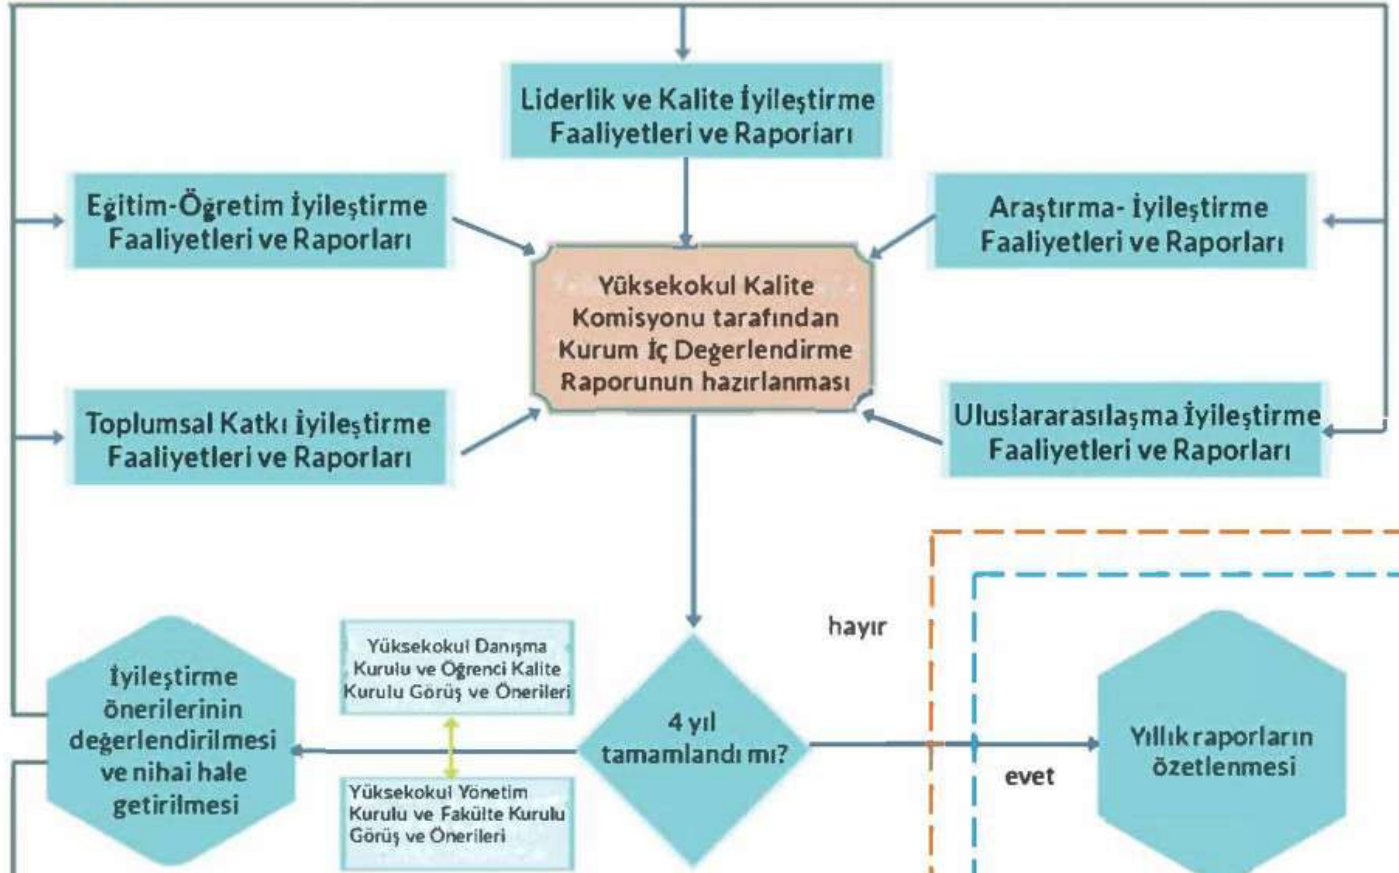 Liderlik ve Kalite İyileştirme
Faaliyetleri ve Raporları
Eğitim-Öğretim İyileştirme
Faaliyetleri ve Raporları
Araştırma- İyileştirme
Faaliyetleri ve Raporları
Yüksekokul Kalite
Komisyonu tarafından
Kurum İç Değerlendirme
Raporunun hazırlanması
Toplumsal Katkı İyileştirme
Faaliyetleri ve Raporları
Uluslararasılaşma İyileştirme
Faaliyetleri ve Raporları
hayır
Yüksekokul Danışma
Kurulu ve Öğrenci Kalite
Kurulu Görüş ve Önerileri
İyileştirme
önerilerinin
değerlendirilmesi
ve nihai hale
getirilmesi
4 yıl
tamamlandı mı?
Yıllık raporların
özetlenmesi
evet
Yüksekokul Yönetim
Kurulu ve Fakülte Kurulu
Görüş ve Önerileri